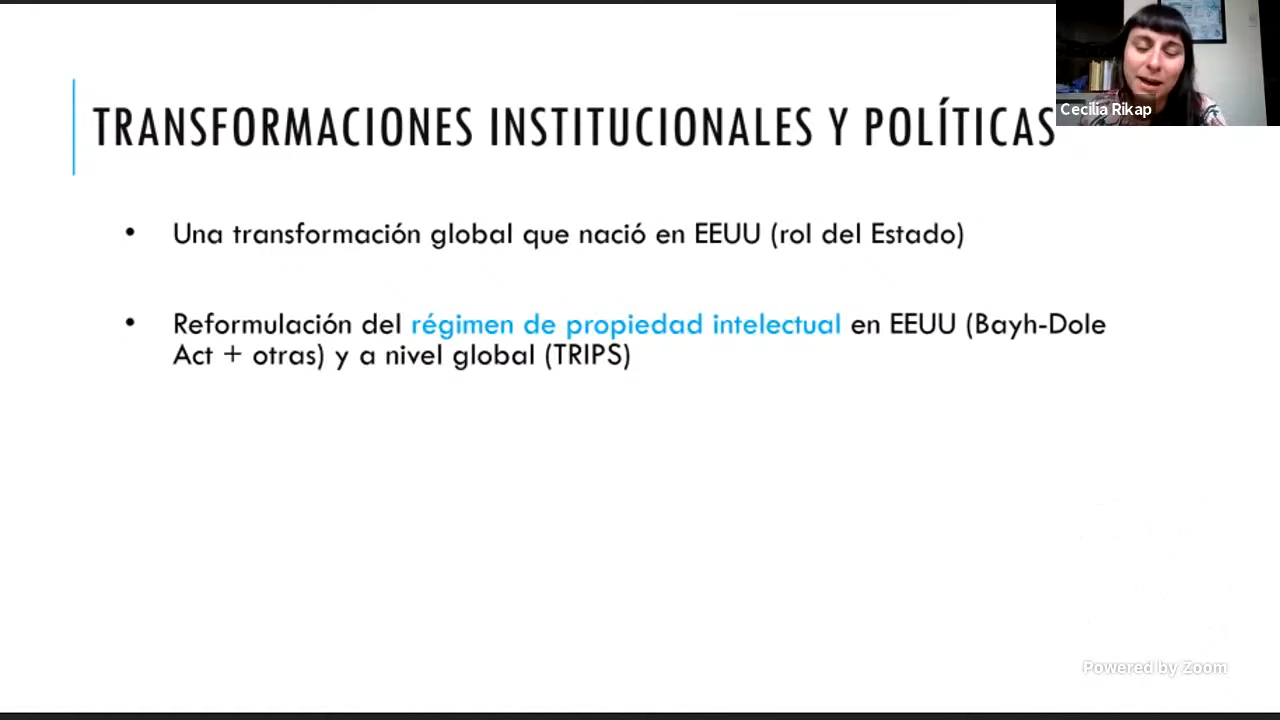 TRANSFORMACIONES INSTITUCIONALES Y POLÍTICAS
Cecilia Rikap
• Una transformación global que nació en EEUU (rol del Estado)
• Reformulación del régimen de propiedad intelectual en EEUU (Bayh-Dole
Act + otras) y a nivel global (TRIPS)
Powered by Zoom